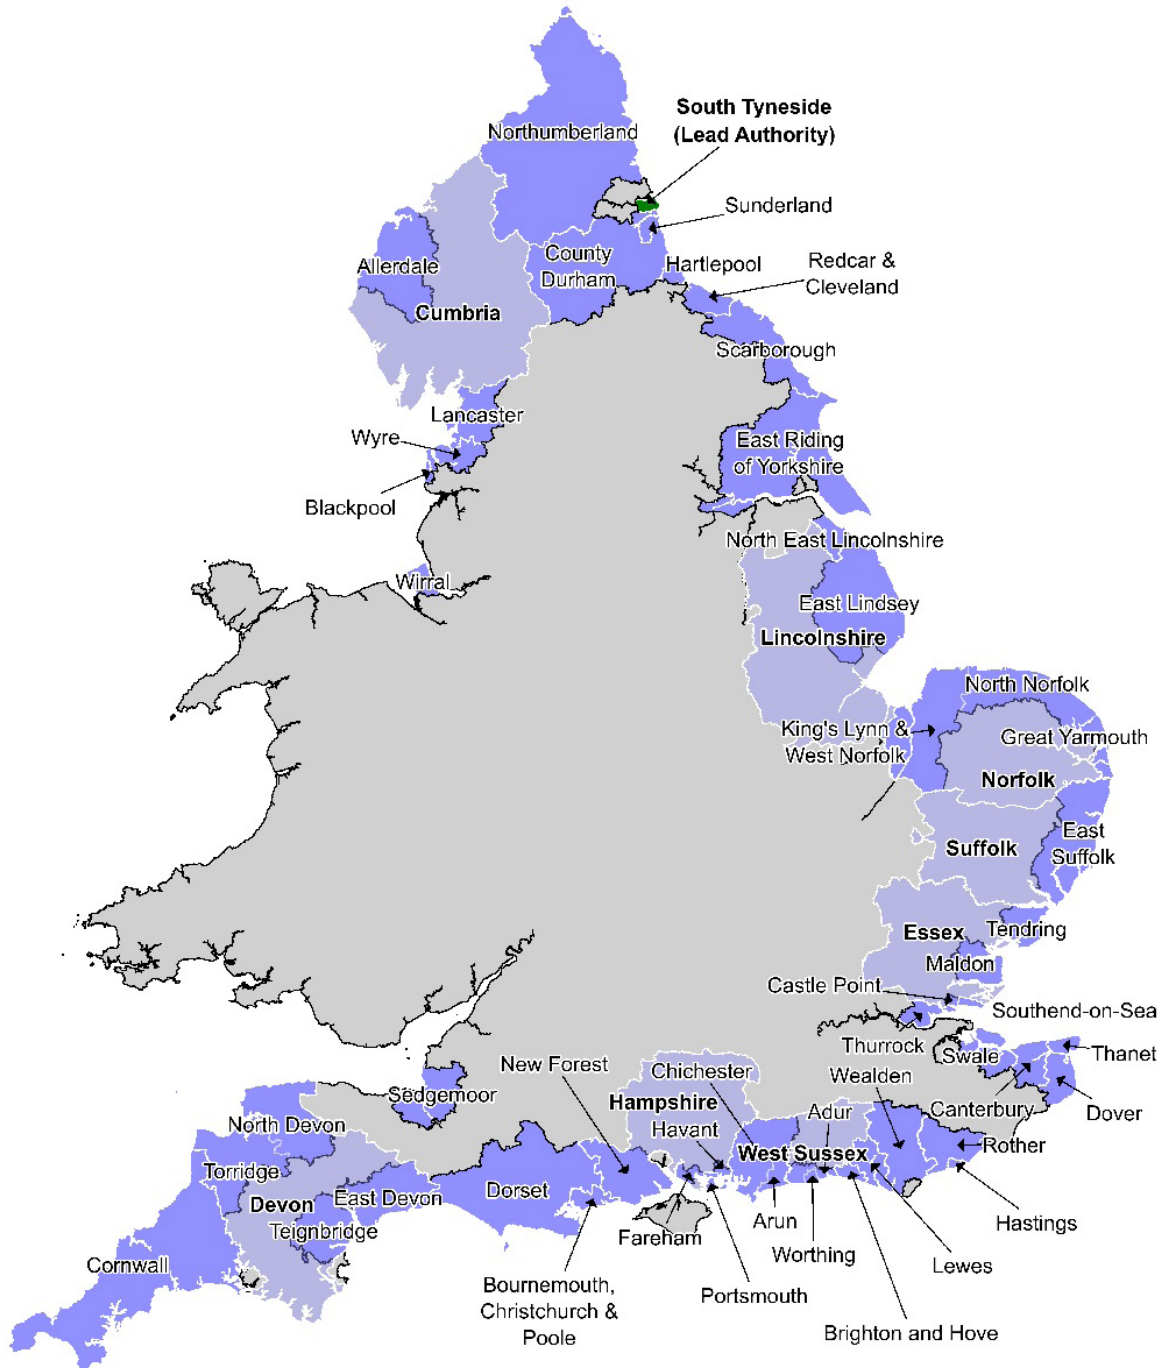 South Tyneside
(Lead Authority)
Northumberland
Sunderland
County
Durham
Hartlepool
Redcar &
Cleveland
Allerdale
Cumbria
Scarborough
Lancaster
Wyre
East Riding
of Yorkshire
Blackpool
North East Lincolnshire
Wirral
East Lindsey
Lincolnshire
North Norfolk
King's Lynn &
West Norfolk
Great Yarmouth
Norfolk
East
Suffolk
Suffolk
Essex
Tendring
Maldon
Castle Point
Southend-on-Sea
Thurrock
Swale
Thanet
New Forest
Chichester
Wealden
Sedgemoor
Hampshire
Adur
Canterbury
Dover
North Devon
Havant
West Sussex
Rother
Torridge
Devon
East Devon
Dorset
Teignbridge
Fareham
Arun
Hastings
Cornwall
Worthing
Lewes
Bournemouth,
Christchurch &
Poole
Portsmouth
Brighton and Hove